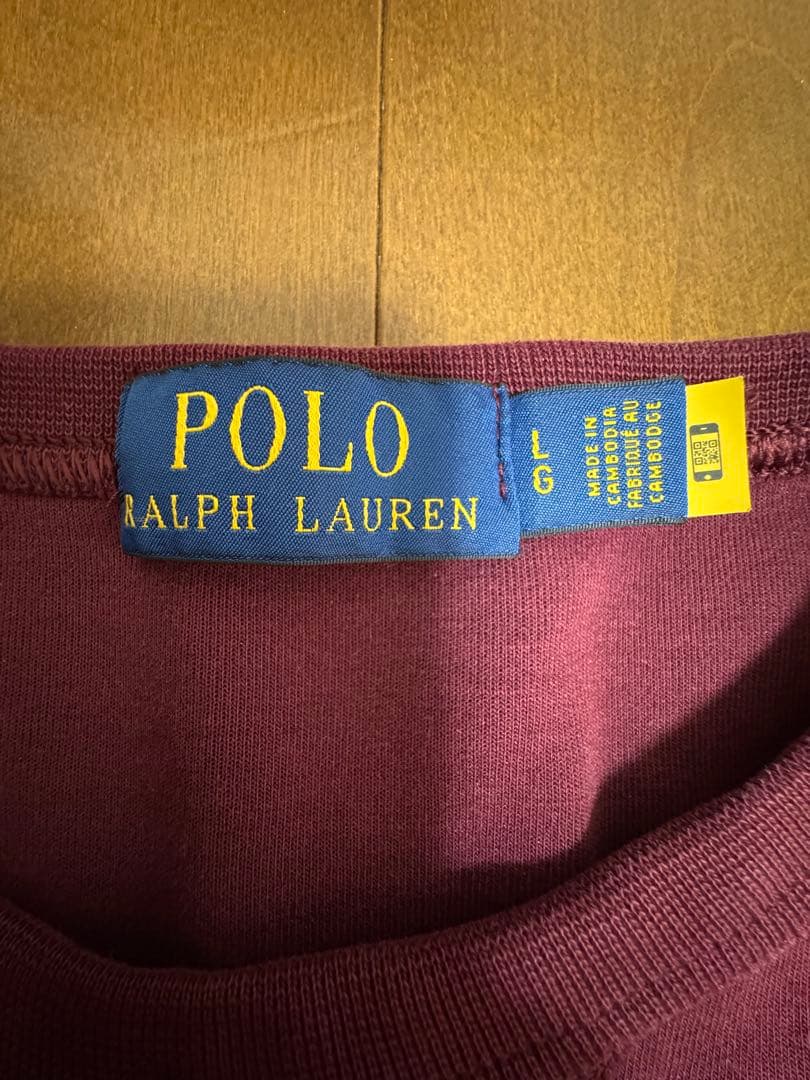 POLO
RALPH LAUREN
L
G
MADE IN
CAMBODIA
FABRIQUÉ AU
CAMBODGE